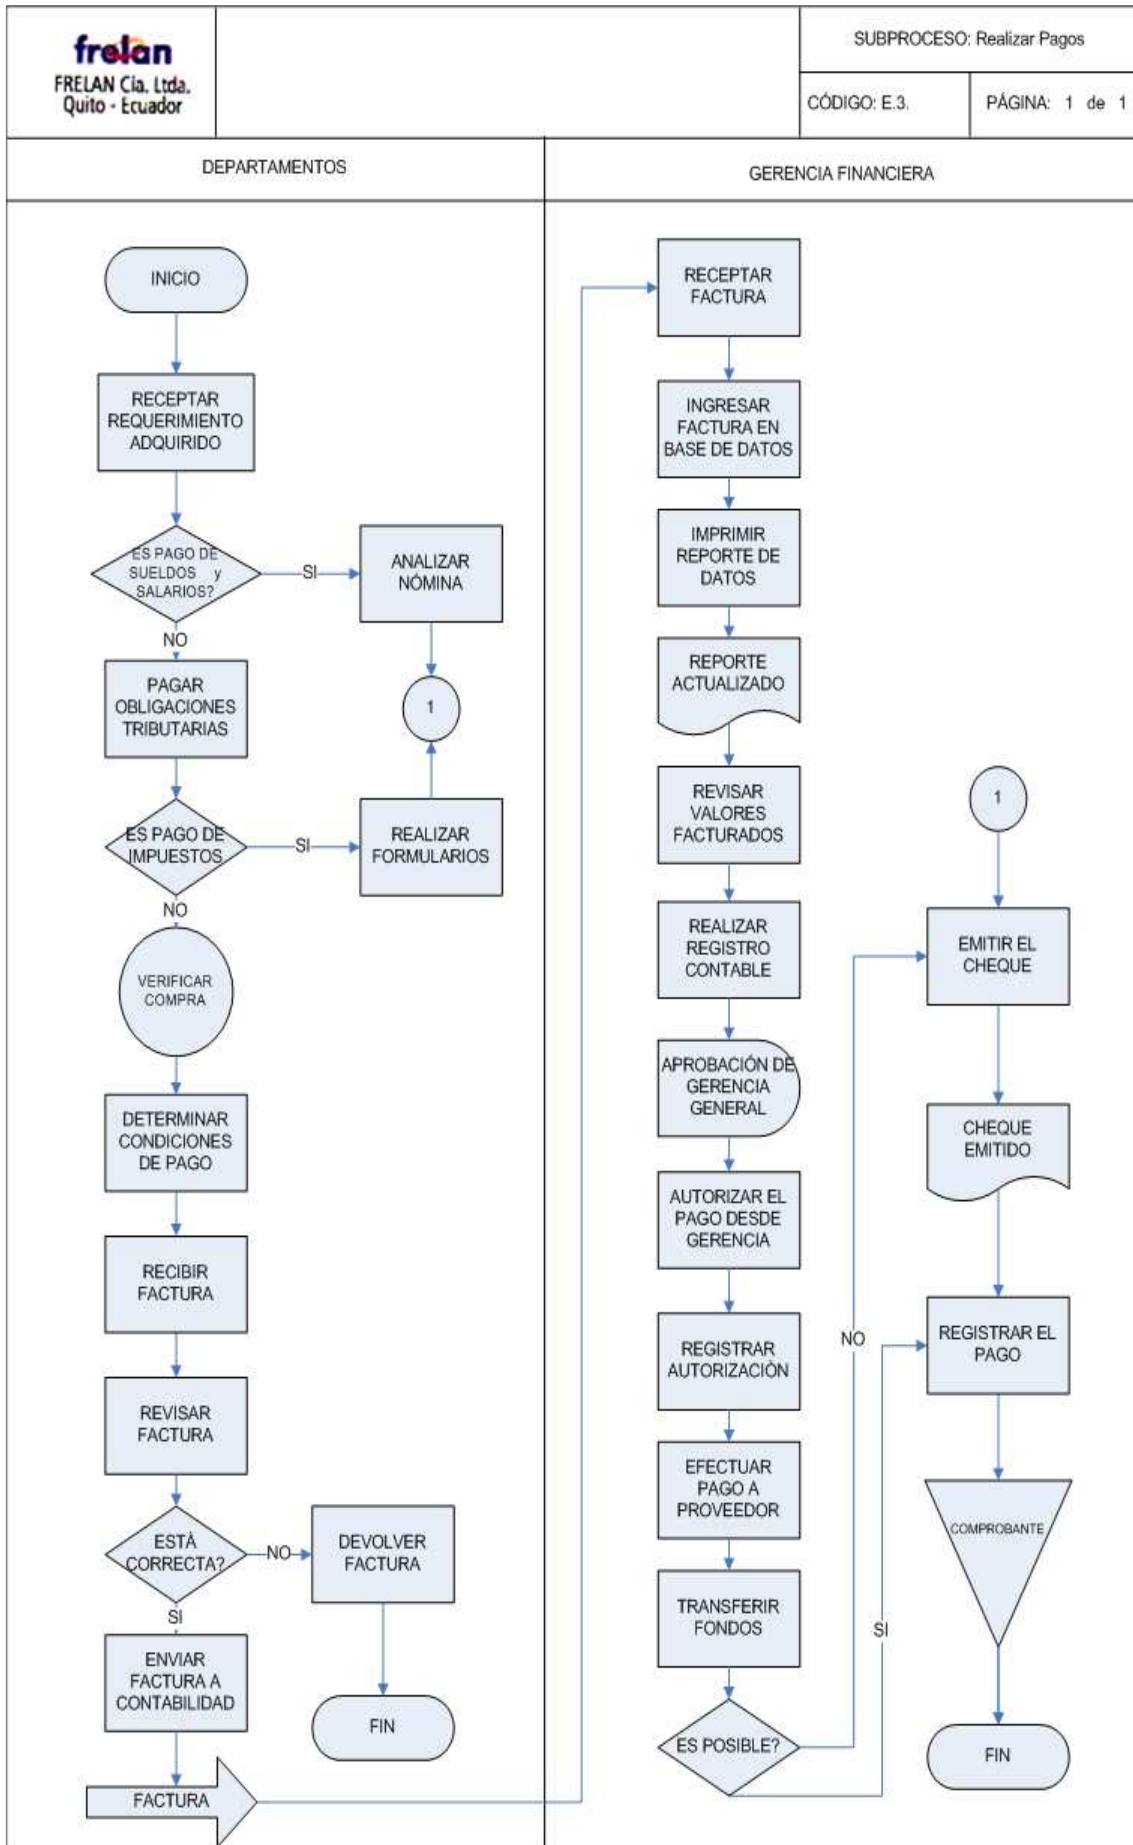 frelan
FRELAN Cia. Ltda.
Quito - Ecuador
SUBPROCESO: Realizar Pagos
CÓDIGO: E.3.
PÁGINA: 1 de 1
DEPARTAMENTOS
GERENCIA FINANCIERA
INICIO
RECEPTAR
REQUERIMIENTO
ADQUIRIDO
ES PAGO DE
SUELDOS y
SALARIOS?
SI
ANALIZAR
NÓMINA
NO
PAGAR
OBLIGACIONES
TRIBUTARIAS
1
ES PAGO DE
IMPUESTOS
SI
REALIZAR
FORMULARIOS
NO
VERIFICAR
COMPRA
DETERMINAR
CONDICIONES
DE PAGO
RECIBIR
FACTURA
REVISAR
FACTURA
ESTÀ
CORRECTA?
NO
DEVOLVER
FACTURA
SI
ENVIAR
FACTURA A
CONTABILIDAD
FIN
FACTURA
RECEPTAR
FACTURA
INGRESAR
FACTURA EN
BASE DE DATOS
IMPRIMIR
REPORTE DE
DATOS
REPORTE
ACTUALIZADO
REVISAR
VALORES
FACTURADOS
REALIZAR
REGISTRO
CONTABLE
APROBACIÓN DE
GERENCIA
GENERAL
AUTORIZAR EL
PAGO DESDE
GERENCIA
REGISTRAR
AUTORIZACIÒN
EFECTUAR
PAGO A
PROVEEDOR
TRANSFERIR
FONDOS
ES POSIBLE?
NO
SI
1
EMITIR EL
CHEQUE
CHEQUE
EMITIDO
REGISTRAR EL
PAGO
COMPROBANTE
FIN